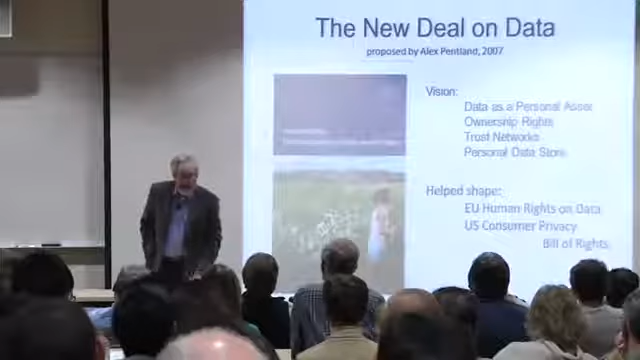 The New Deal on Data
proposed by Alex Pentland, 2007
Vision:
Data as a Personal Asset
Ownership Rights
Trust Networks
Personal Data Store
Helped shape:
EU Human Rights on Data
US Consumer Privacy
Bill of Rights